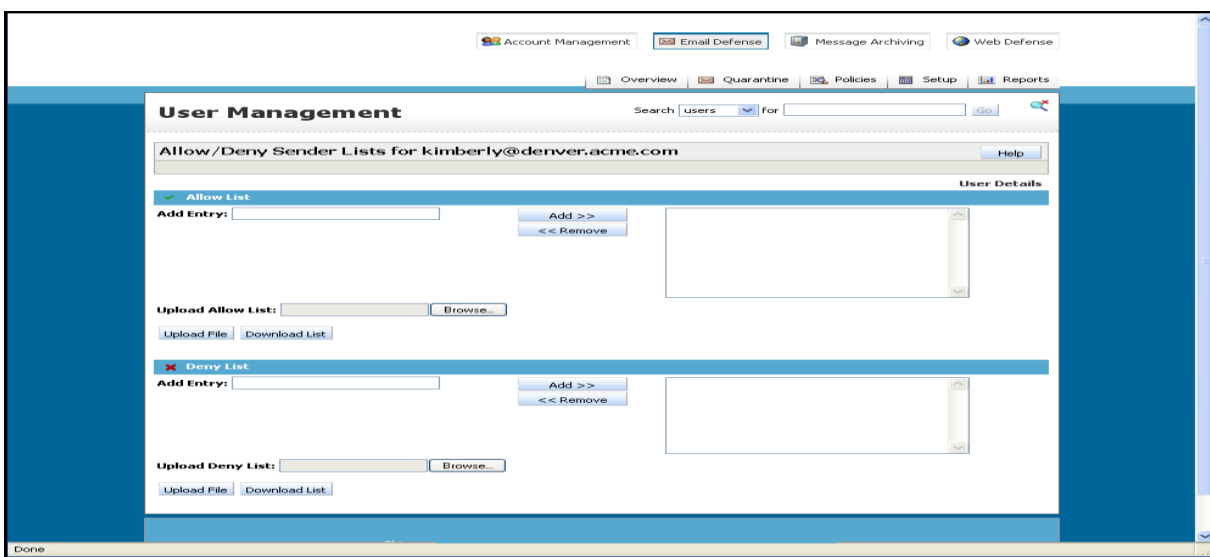 Account Management Email Defense Message Archiving Web Defense
Overview Quarantine Policies Setup Reports
User Management Search users for Go
Allow/Deny Sender Lists for kimberly@denver.acme.com Help
User Details
Allow List
Add Entry: Add >>
<< Remove
Upload Allow List: Browse...
Upload File Download List
Deny List
Add Entry: Add >>
<< Remove
Upload Deny List: Browse...
Upload File Download List
Done